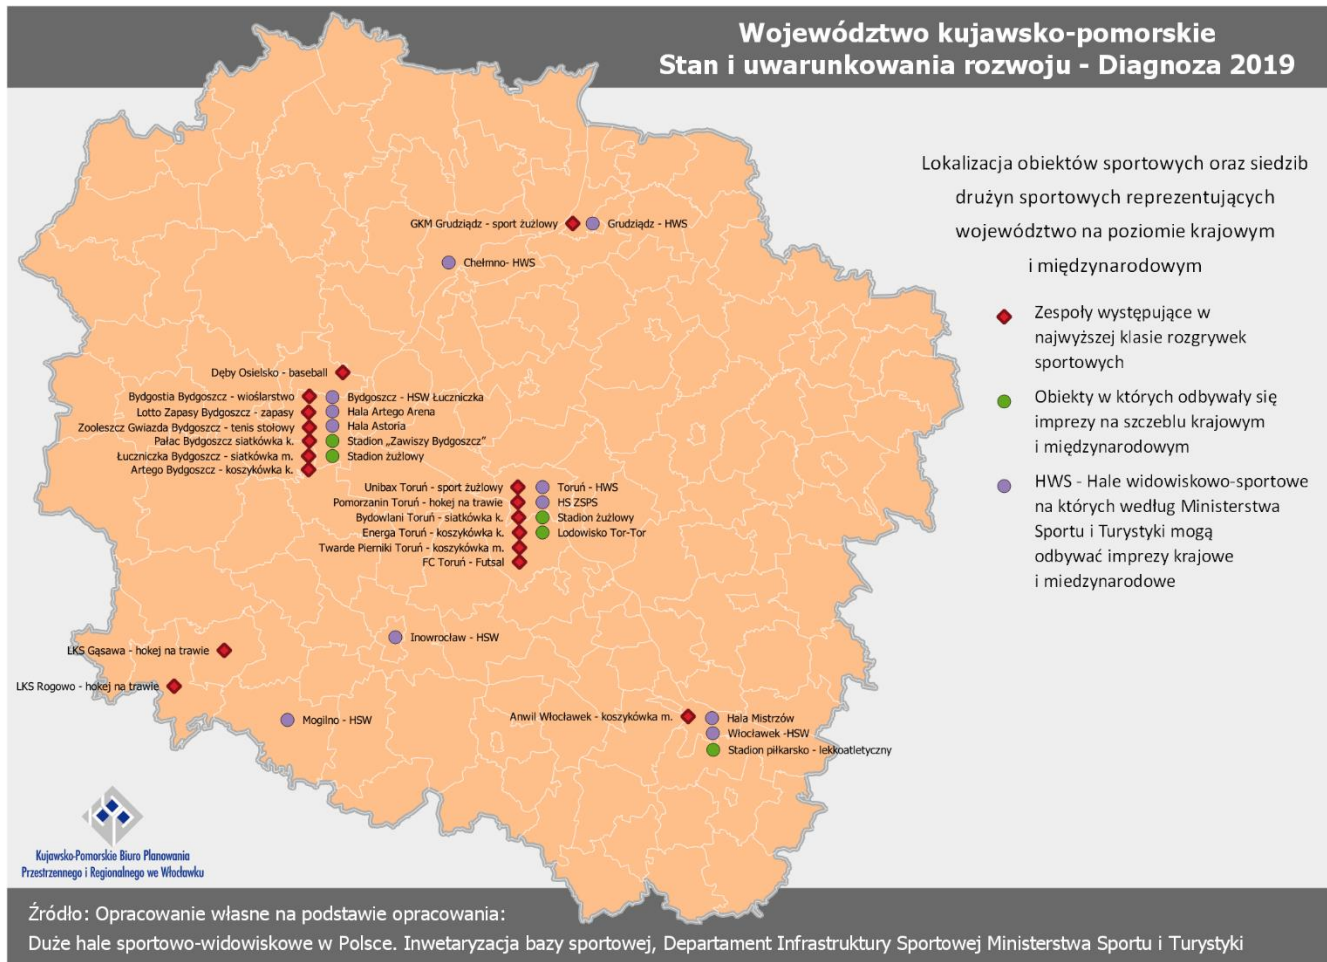 Województwo kujawsko-pomorskie
Stan i uwarunkowania rozwoju - Diagnoza 2019
Lokalizacja obiektów sportowych oraz siedzib
drużyn sportowych reprezentujących
województwo na poziomie krajowym
i międzynarodowym
Zespoły występujące w
najwyższej klasie rozgrywek
sportowych
Obiekty w których odbywały się
imprezy na szczeblu krajowym
i międzynarodowym
HWS - Hale widowiskowo-sportowe
na których według Ministerstwa
Sportu i Turystyki mogą
odbywać imprezy krajowe
i miedzynarodowe
GKM Grudziądz - sport żużlowy
Grudziądz - HWS
Chełmno- HWS
Dęby Osielsko - baseball
Bydgostia Bydgoszcz - wioślarstwo
Lotto Zapasy Bydgoszcz - zapasy
Zooleszcz Gwiazda Bydgoszcz - tenis stołowy
Pałac Bydgoszcz siatkówka k.
Łuczniczka Bydgoszcz - siatkówka m.
Artego Bydgoszcz - koszykówka k.
Bydgoszcz - HSW Łuczniczka
Hala Artego Arena
Hala Astoria
Stadion „Zawiszy Bydgoszcz”
Stadion żużlowy
Unibax Toruń - sport żużlowy
Pomorzanin Toruń - hokej na trawie
Bydowlani Toruń - siatkówka k.
Energa Toruń - koszykówka k.
Twarde Pierniki Toruń - koszykówka m.
FC Toruń - Futsal
Toruń - HWS
HS ZSPS
Stadion żużlowy
Lodowisko Tor-Tor
Inowrocław - HSW
LKS Gąsawa - hokej na trawie
LKS Rogowo - hokej na trawie
Mogilno - HSW
Anwil Włocławek - koszykówka m.
Hala Mistrzów
Włocławek -HSW
Stadion piłkarsko - lekkoatletyczny
Kujawsko-Pomorskie Biuro Planowania
Przestrzennego i Regionalnego we Włocławku
Źródło: Opracowanie własne na podstawie opracowania:
Duże hale sportowo-widowiskowe w Polsce. Inwetaryzacja bazy sportowej, Departament Infrastruktury Sportowej Ministerstwa Sportu i Turystyki